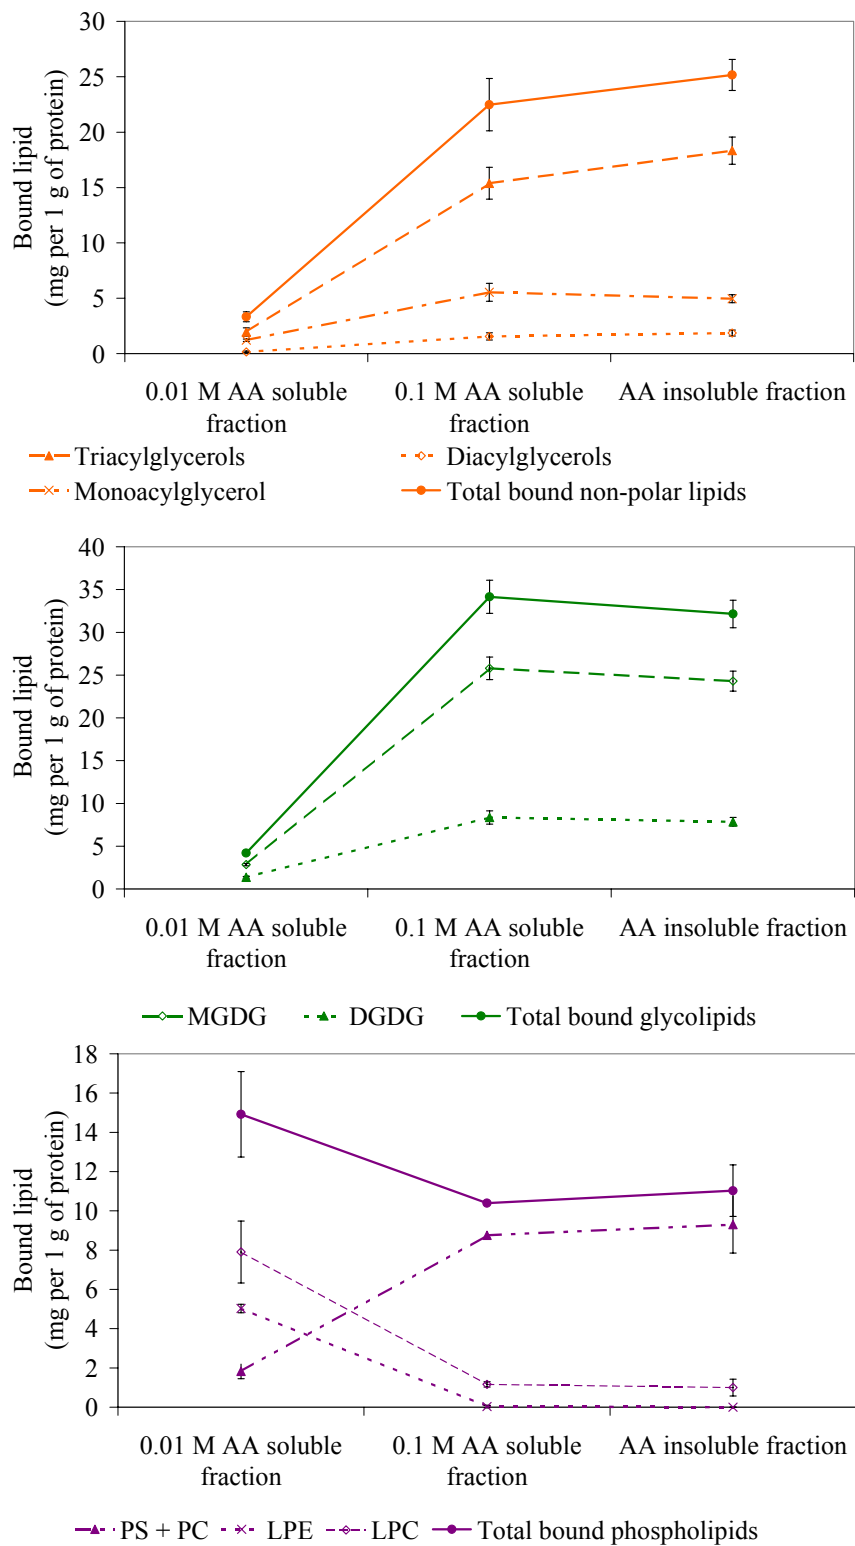 30
25
20
15
10
5
0
Bound lipid
(mg per 1 g of protein)
0.01 M AA soluble
fraction
0.1 M AA soluble
fraction
AA insoluble fraction
Triacylglycerols
Diacylglycerols
Monoacylglycerol
Total bound non-polar lipids
40
35
30
25
20
15
10
5
0
Bound lipid
(mg per 1 g of protein)
0.01 M AA soluble
fraction
0.1 M AA soluble
fraction
AA insoluble fraction
MGDG
DGDG
Total bound glycolipids
18
16
14
12
10
8
6
4
2
0
Bound lipid
(mg per 1 g of protein)
0.01 M AA soluble
fraction
0.1 M AA soluble
fraction
AA insoluble fraction
PS + PC
LPE
LPC
Total bound phospholipids